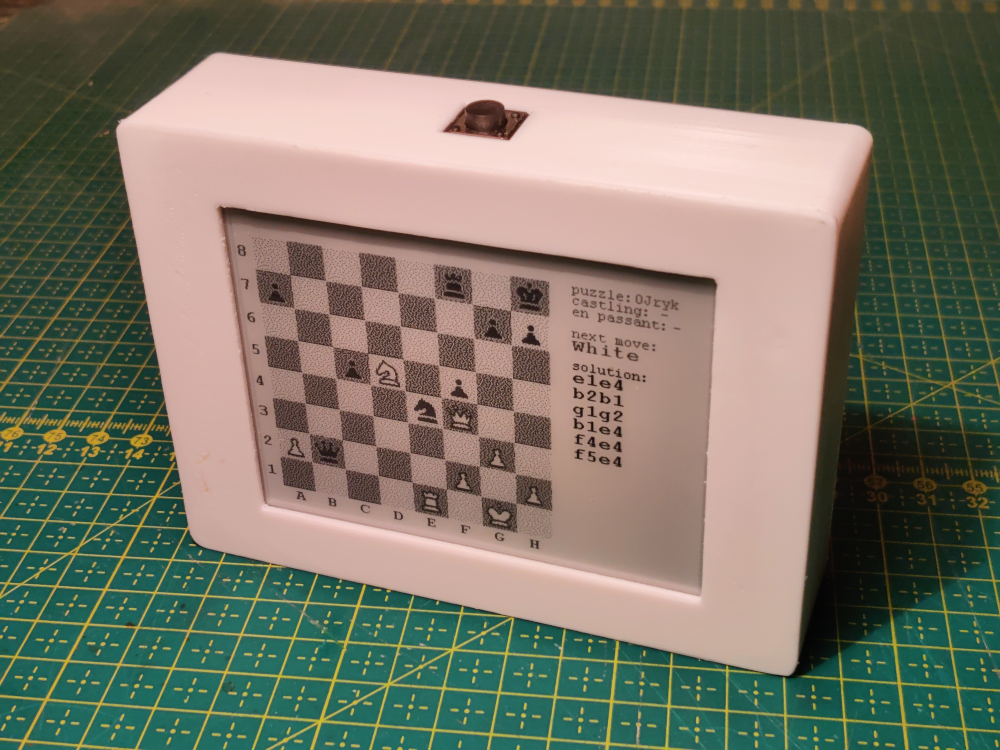 8
7
6
5
4
3
2
1
A B C D E F G H
puzzle:0Jryk
castling: -
en passant: -
next move:
White
solution:
e1e4
b2b1
g1g2
b1e4
f4e4
f5e4
12 13 14
30 31 32